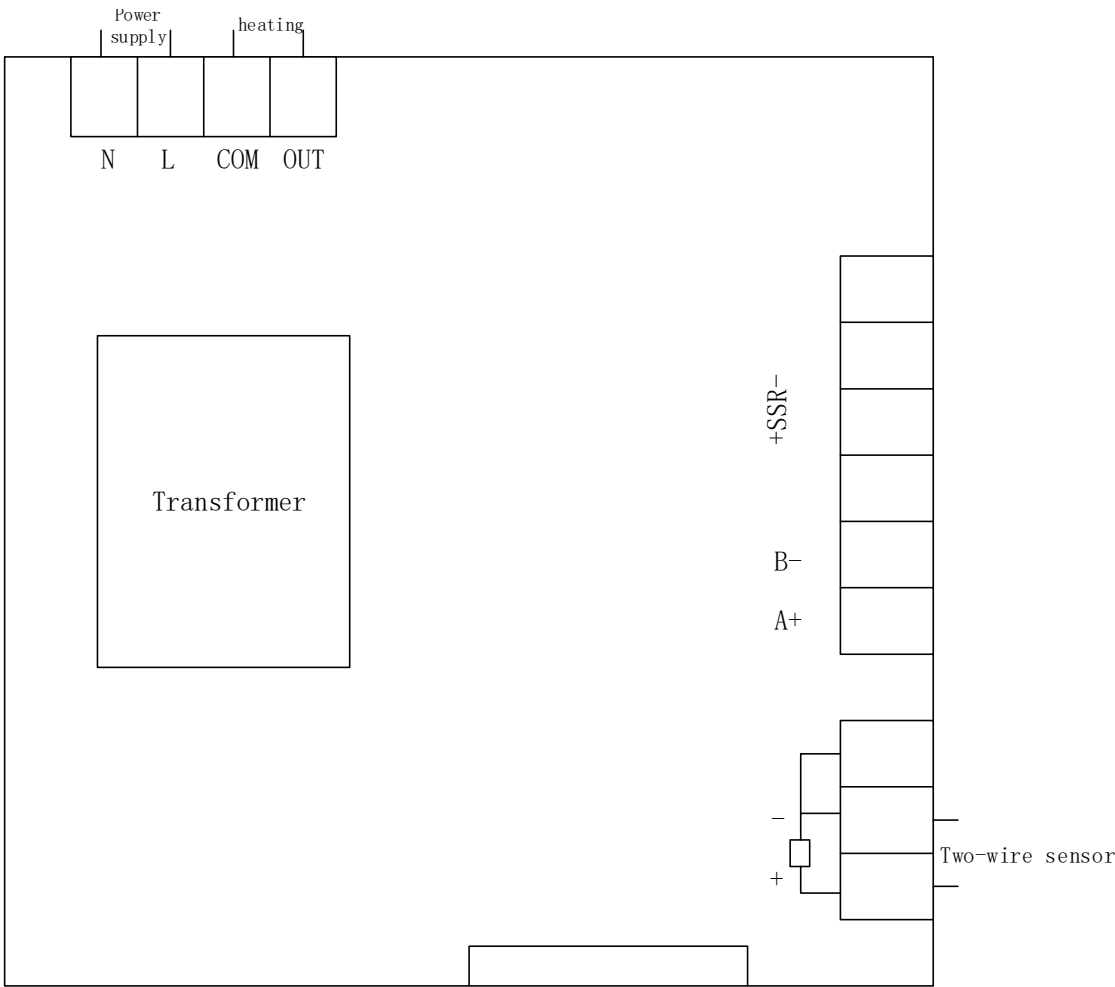 Power
supply
heating
N L COM OUT
+SSR-
Transformer
B-
A+
-
+
Two-wire sensor